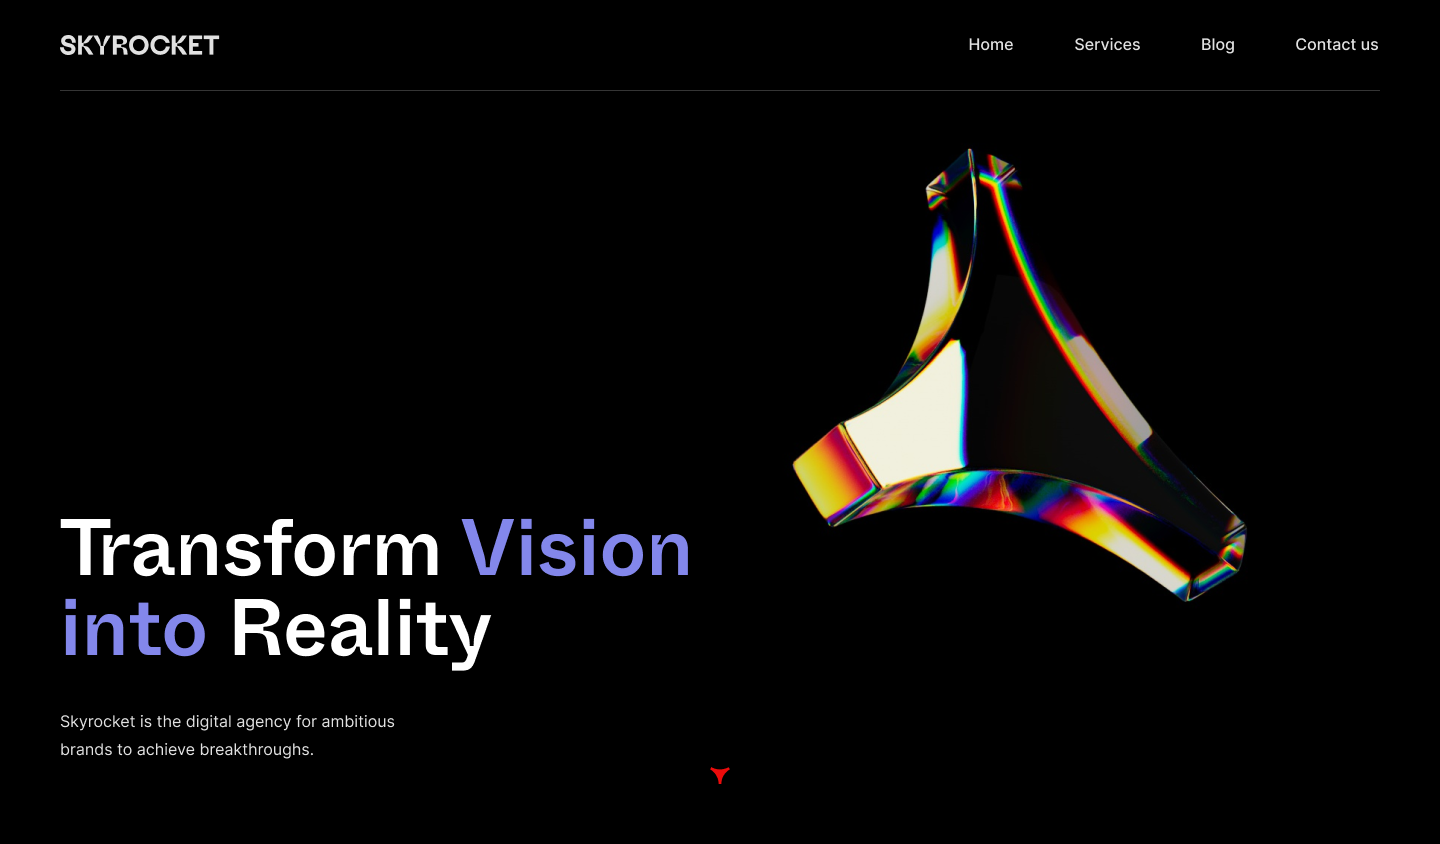 SKYROCKET
Home Services Blog Contact us
Transform Vision
into Reality
Skyrocket is the digital agency for ambitious
brands to achieve breakthroughs.